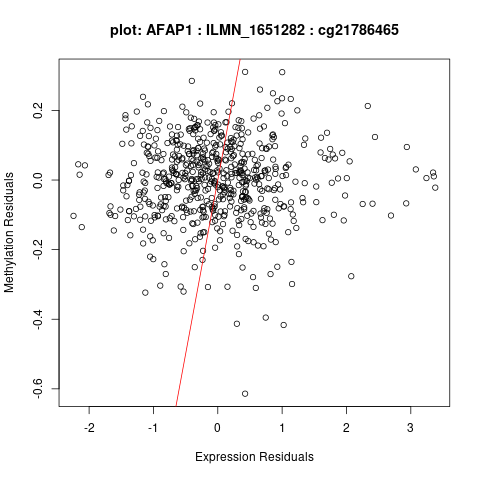 plot: AFAP1 : ILMN_1651282 : cg21786465
Methylation Residuals
0.2
0.0
-0.2
-0.4
-0.6
-2 -1 0 1 2 3
Expression Residuals